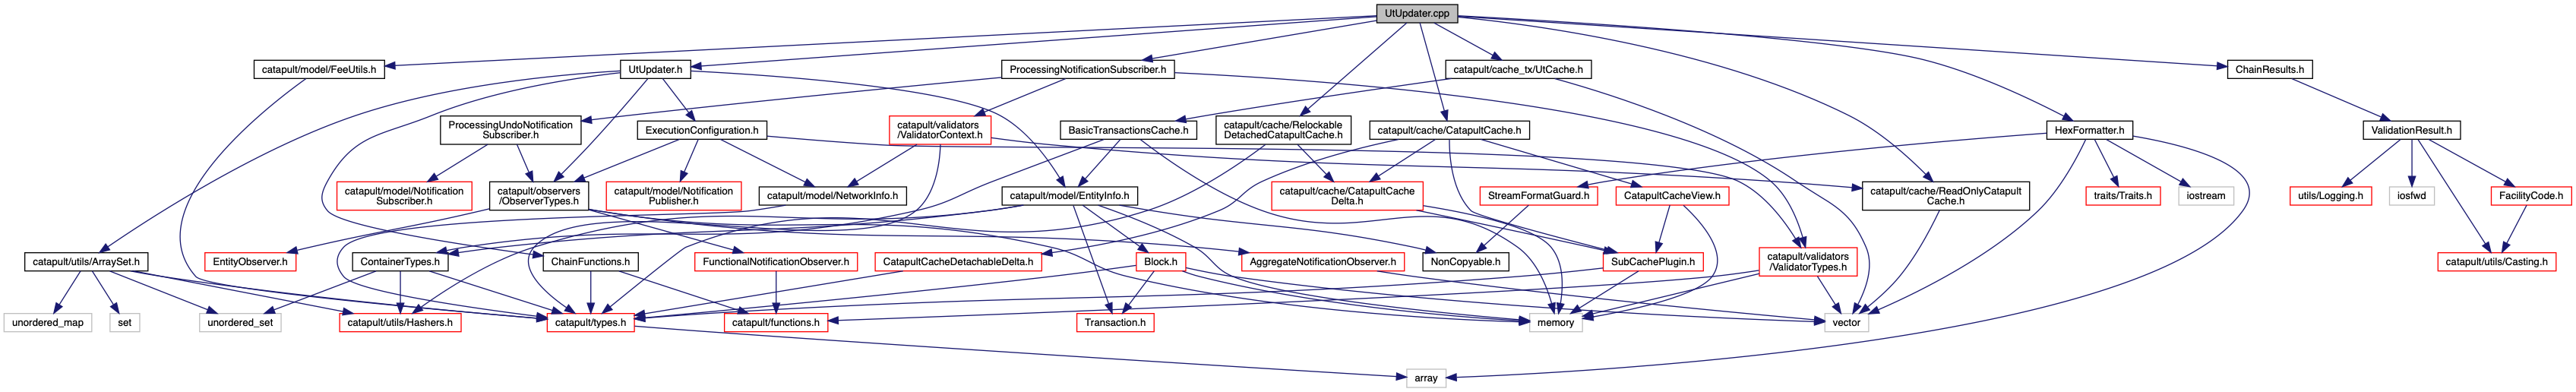 UtUpdater.cpp
catapult/model/FeeUtils.h
UtUpdater.h
ProcessingNotificationSubscriber.h
catapult/cache_tx/UtCache.h
ChainResults.h
ProcessingUndoNotification
Subscriber.h
ExecutionConfiguration.h
catapult/validators
/ValidatorContext.h
BasicTransactionsCache.h
catapult/cache/Relockable
DetachedCatapultCache.h
catapult/cache/CatapultCache.h
HexFormatter.h
ValidationResult.h
catapult/model/Notification
Subscriber.h
catapult/observers
/ObserverTypes.h
catapult/model/Notification
Publisher.h
catapult/model/NetworkInfo.h
catapult/model/EntityInfo.h
catapult/cache/CatapultCache
Delta.h
StreamFormatGuard.h
CatapultCacheView.h
catapult/cache/ReadOnlyCatapult
Cache.h
traits/Traits.h
iostream
utils/Logging.h
iosfwd
FacilityCode.h
catapult/utils/ArraySet.h
EntityObserver.h
ContainerTypes.h
ChainFunctions.h
FunctionalNotificationObserver.h
CatapultCacheDetachableDelta.h
Block.h
AggregateNotificationObserver.h
NonCopyable.h
SubCachePlugin.h
catapult/validators
/ValidatorTypes.h
catapult/utils/Casting.h
unordered_map
set
unordered_set
catapult/utils/Hashers.h
catapult/types.h
catapult/functions.h
Transaction.h
memory
vector
array